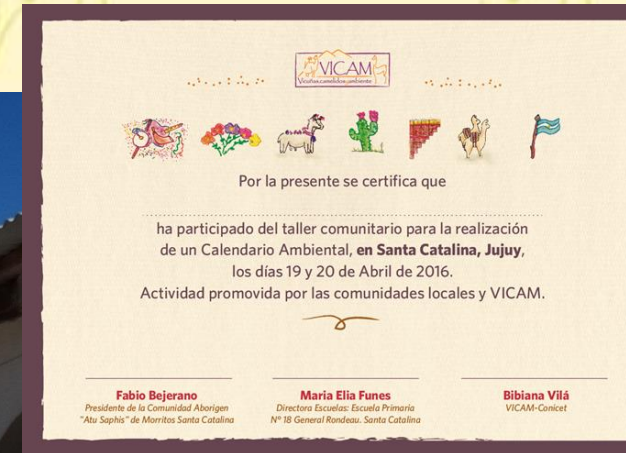 VICAM
Vicuñas, camélidos y ambiente
Por la presente se certifica que
ha participado del taller comunitario para la realización
de un Calendario Ambiental, en Santa Catalina, Jujuy,
los días 19 y 20 de Abril de 2016.
Actividad promovida por las comunidades locales y VICAM.
Fabio Bejerano
Presidente de la Comunidad Aborigen
"Atu Saphis" de Morritos Santa Catalina
Maria Elia Funes
Directora Escuelas: Escuela Primaria
Nº 18 General Rondeau. Santa Catalina
Bibiana Vilá
VICAM-Conicet